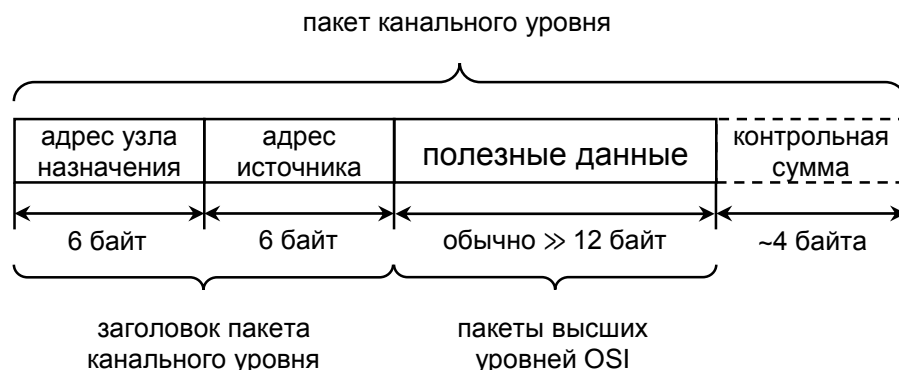 пакет канального уровня
адрес узла
назначения
адрес
источника
полезные данные
контрольная
сумма
6 байт
6 байт
обычно ≫ 12 байт
~4 байта
заголовок пакета
канального уровня
пакеты высших
уровней OSI